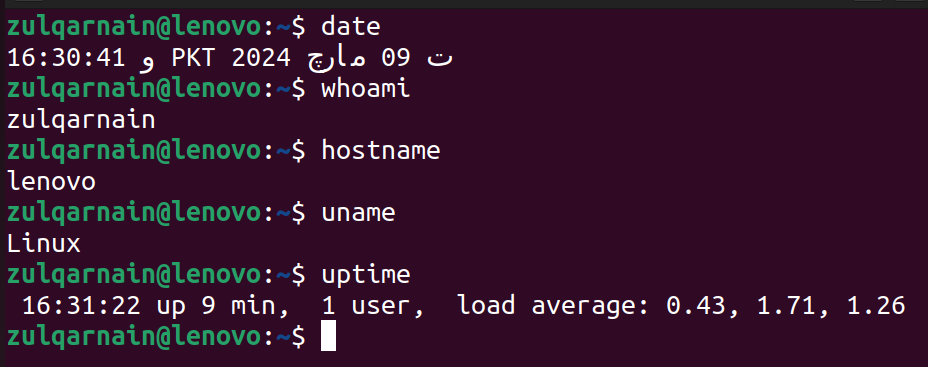 zulqarnain@lenovo:~$ date
16:30:41 و PKT 2024 مارچ 09 ت
zulqarnain@lenovo:~$ whoami
zulqarnain
zulqarnain@lenovo:~$ hostname
lenovo
zulqarnain@lenovo:~$ uname
Linux
zulqarnain@lenovo:~$ uptime
 16:31:22 up 9 min,  1 user,  load average: 0.43, 1.71, 1.26
zulqarnain@lenovo:~$